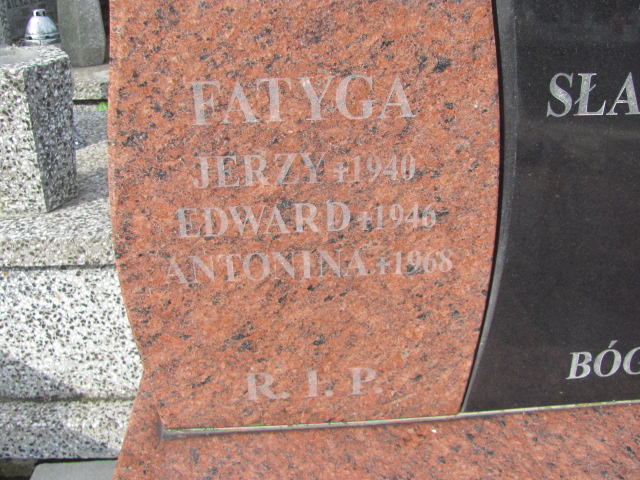 FATYGA
JERZY +1940
EDWARD +1946
ANTONINA +1968
R. I. P.
SŁA
BÓG